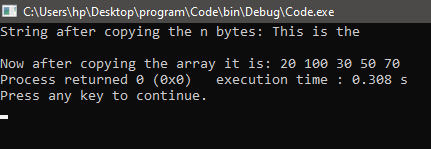 C:\Users\hp\Desktop\program\Code\bin\Debug\Code.exe
String after copying the n bytes: This is the
Now after copying the array it is: 20 100 30 50 70
Process returned 0 (0x0)   execution time : 0.308 s
Press any key to continue.